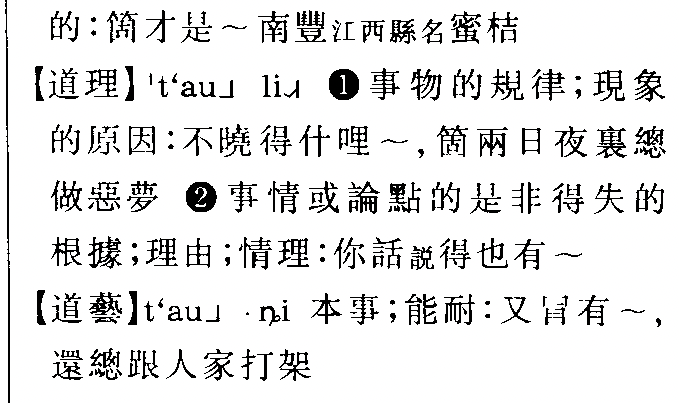 的：箇才是～南豐江西縣名蜜桔
【道理】ˈt‘au˩ li˩˧ ❶事物的規律；現象
的原因：不曉得什哩～，箇兩日夜裏總
做惡夢 ❷事情或論點的是非得失的
根據；理由；情理：你話説得也有～
【道藝】t‘au˩ ·ȵi 本事；能耐：又冇有～，
還總跟人家打架